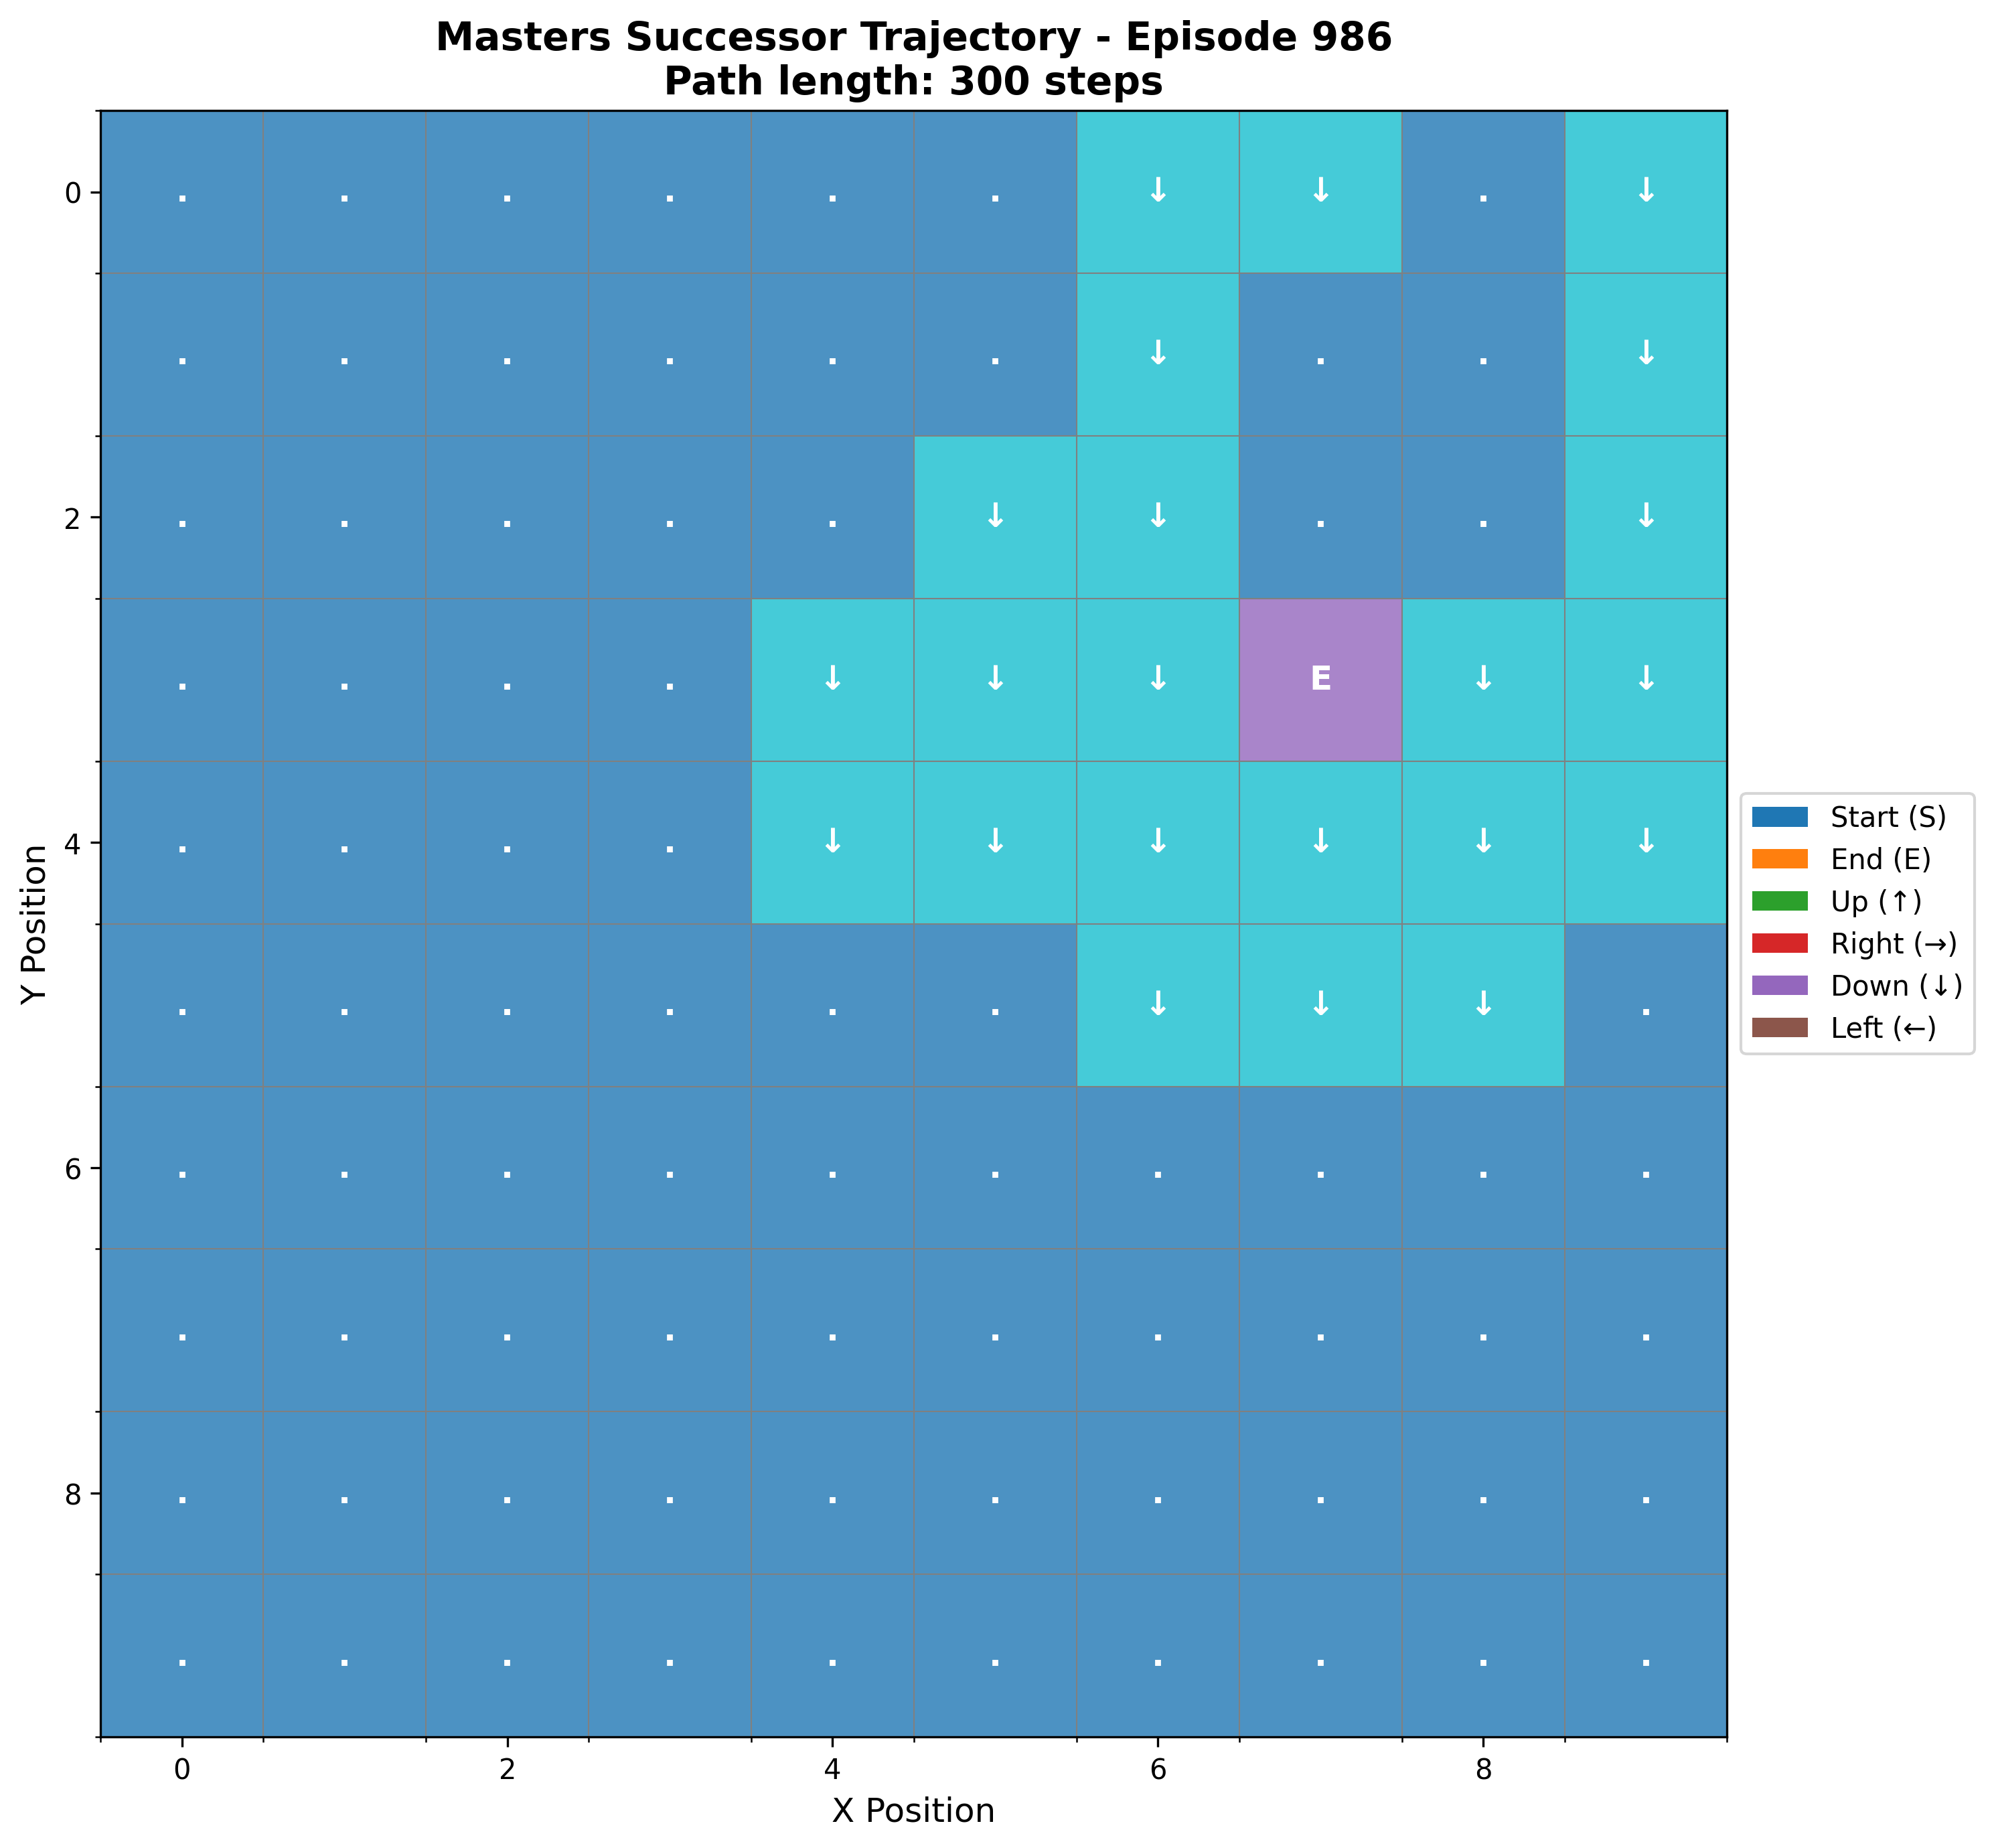 Masters Successor Trajectory - Episode 986
Path length: 300 steps
0 . . . . . . ↓ ↓ . ↓
. . . . . . ↓ . . ↓
2 . . . . . ↓ ↓ . . ↓
. . . . ↓ ↓ ↓ E ↓ ↓
4 . . . . ↓ ↓ ↓ ↓ ↓ ↓
. . . . . . ↓ ↓ ↓ .
6 . . . . . . . . . .
. . . . . . . . . .
8 . . . . . . . . . .
. . . . . . . . . .
0 2 4 6 8
X Position
Y Position
Start (S)
End (E)
Up (↑)
Right (→)
Down (↓)
Left (←)